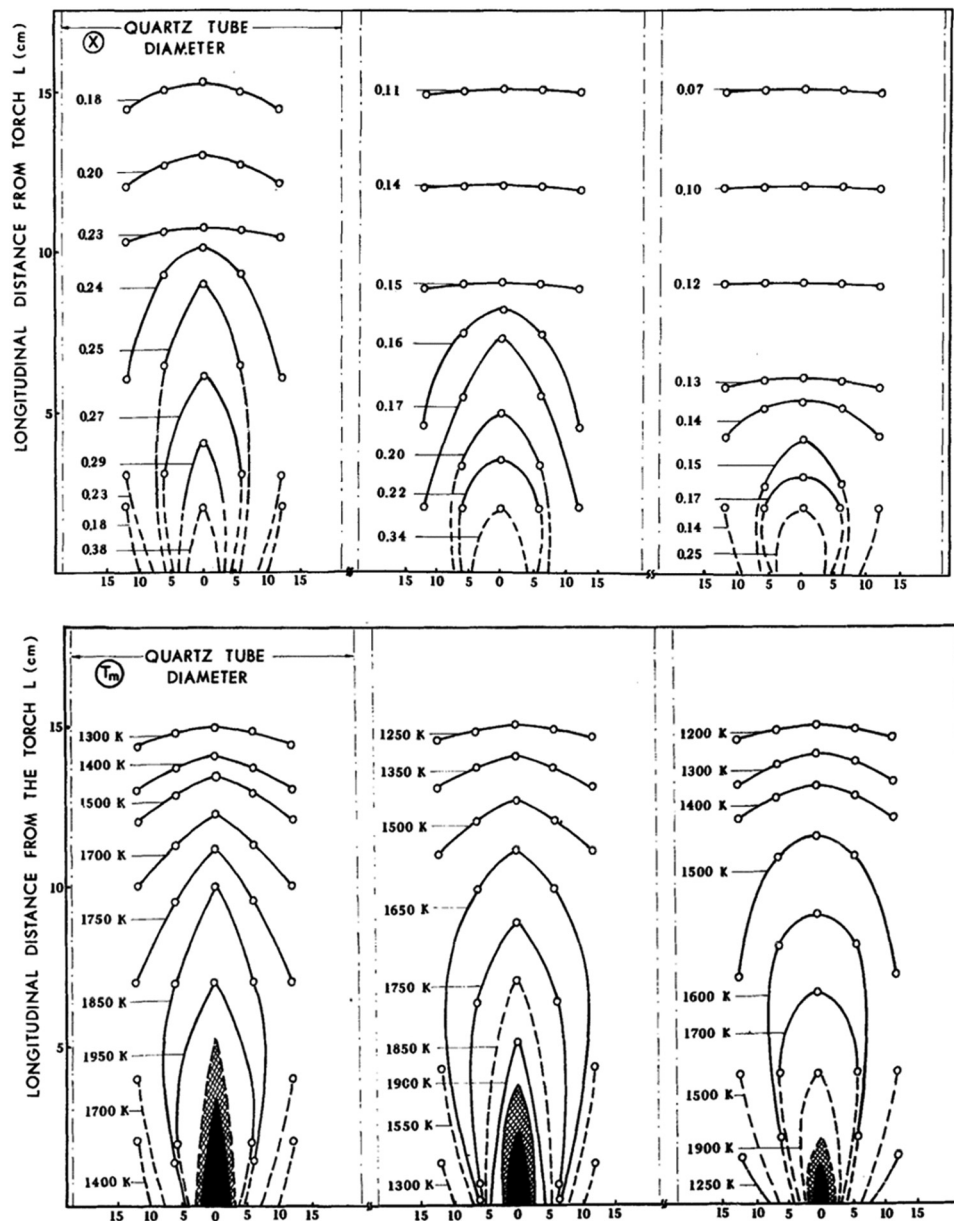 QUARTZ TUBE
DIAMETER
X
LONGITUDINAL DISTANCE FROM TORCH L (cm)
15
10
5
0.18
0.20
0.23
0.24
0.25
0.27
0.29
0.23
0.18
0.38
0.11
0.14
0.15
0.16
0.17
0.20
0.22
0.34
0.07
0.10
0.12
0.13
0.14
0.15
0.17
0.14
0.25
15 10 5 0 5 10 15
15 10 5 0 5 10 15
15 10 5 0 5 10 15
QUARTZ TUBE
DIAMETER
Tm
LONGITUDINAL DISTANCE FROM THE TORCH L (cm)
15
10
5
1300 K
1400 K
1500 K
1700 K
1750 K
1850 K
1950 K
1700 K
1400 K
1250 K
1350 K
1500 K
1650 K
1750 K
1850 K
1900 K
1550 K
1300 K
1200 K
1300 K
1400 K
1500 K
1600 K
1700 K
1500 K
1900 K
1250 K
15 10 5 0 5 10 15
15 10 5 0 5 10 15
15 10 5 0 5 10 15